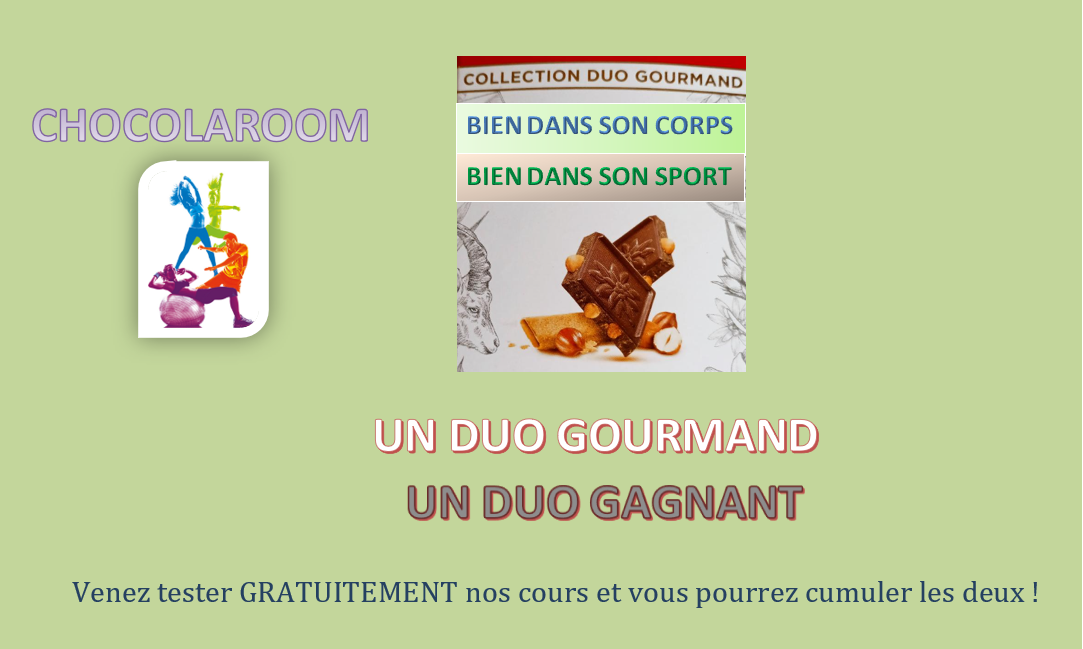 COLLECTION DUO GOURMAND
CHOCOLAROOM
BIEN DANS SON CORPS
BIEN DANS SON SPORT
UN DUO GOURMAND
UN DUO GAGNANT
Venez tester GRATUITEMENT nos cours et vous pourrez cumuler les deux !